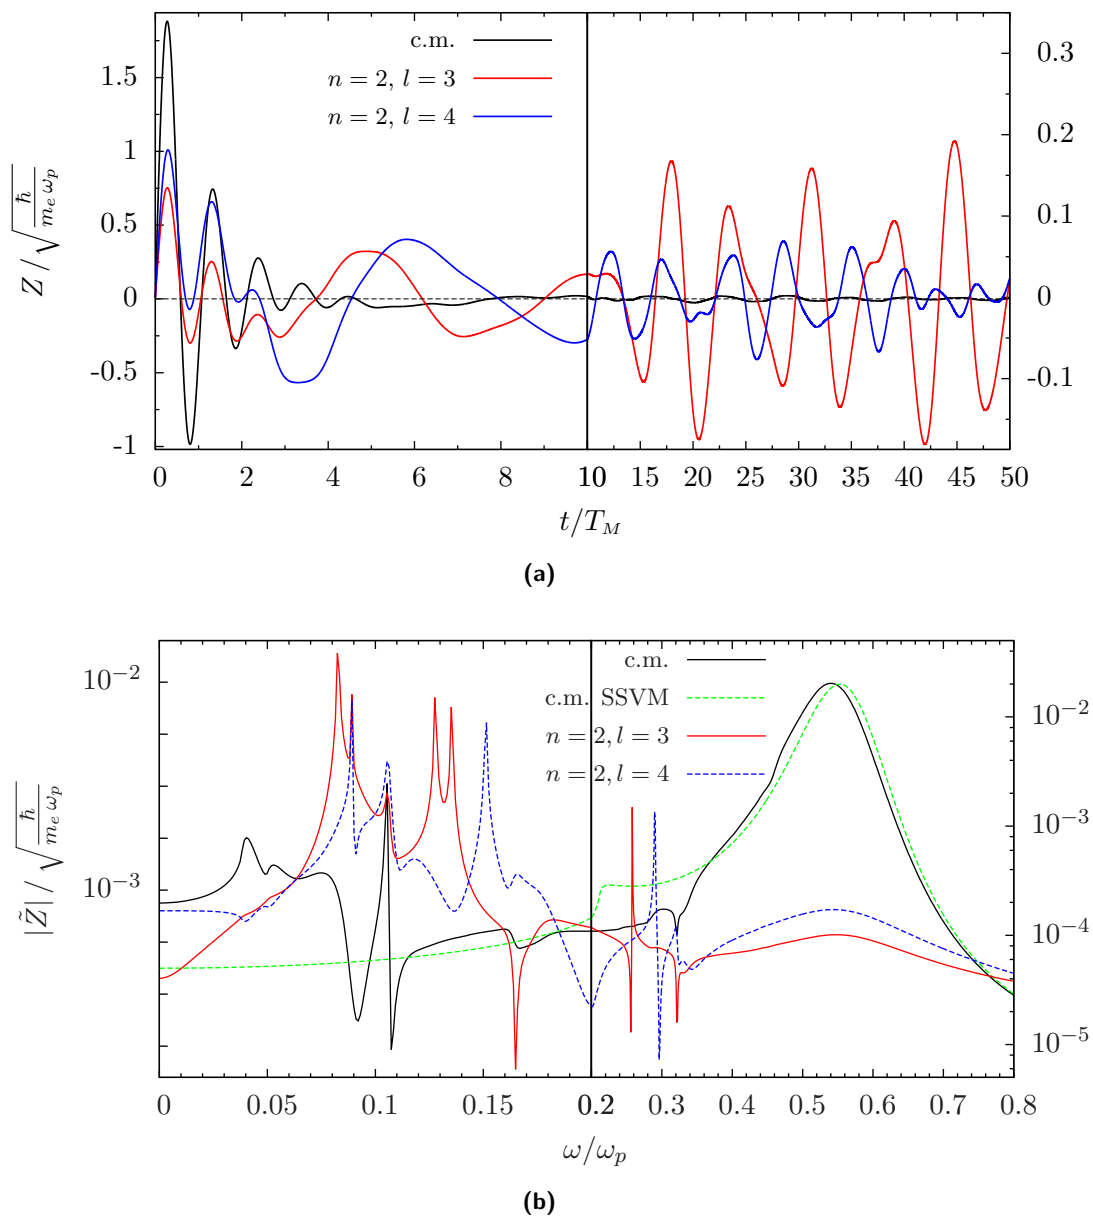 c.m.
n = 2, l = 3
n = 2, l = 4
1.5
1
0.5
0
-0.5
-1
0.3
0.2
0.1
0
-0.1
Z / √(ħ / m_e ω_p)
0 2 4 6 8 10 15 20 25 30 35 40 45 50
t/T_M
(a)
c.m.
c.m. SSVM
n = 2, l = 3
n = 2, l = 4
10^−2
10^−3
10^−2
10^−3
10^−4
10^−5
|Z̃| / √(ħ / m_e ω_p)
0 0.05 0.1 0.15 0.2 0.3 0.4 0.5 0.6 0.7 0.8
ω/ω_p
(b)